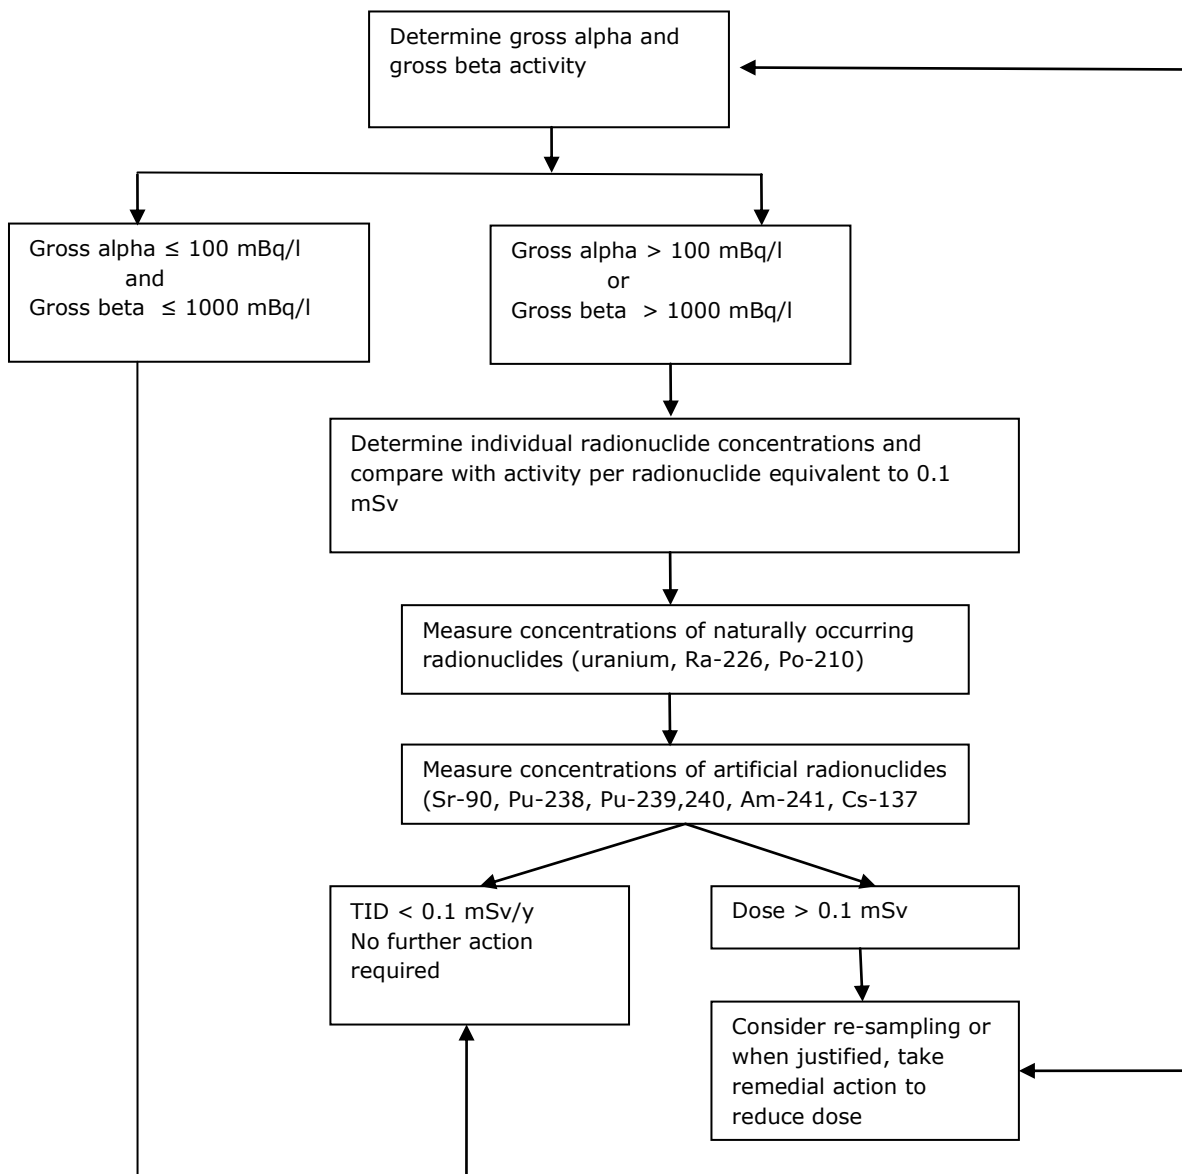 Determine gross alpha and
gross beta activity
Gross alpha ≤ 100 mBq/l
and
Gross beta ≤ 1000 mBq/l
Gross alpha > 100 mBq/l
or
Gross beta > 1000 mBq/l
Determine individual radionuclide concentrations and
compare with activity per radionuclide equivalent to 0.1
mSv
Measure concentrations of naturally occurring
radionuclides (uranium, Ra-226, Po-210)
Measure concentrations of artificial radionuclides
(Sr-90, Pu-238, Pu-239,240, Am-241, Cs-137
TID < 0.1 mSv/y
No further action
required
Dose > 0.1 mSv
Consider re-sampling or
when justified, take
remedial action to
reduce dose